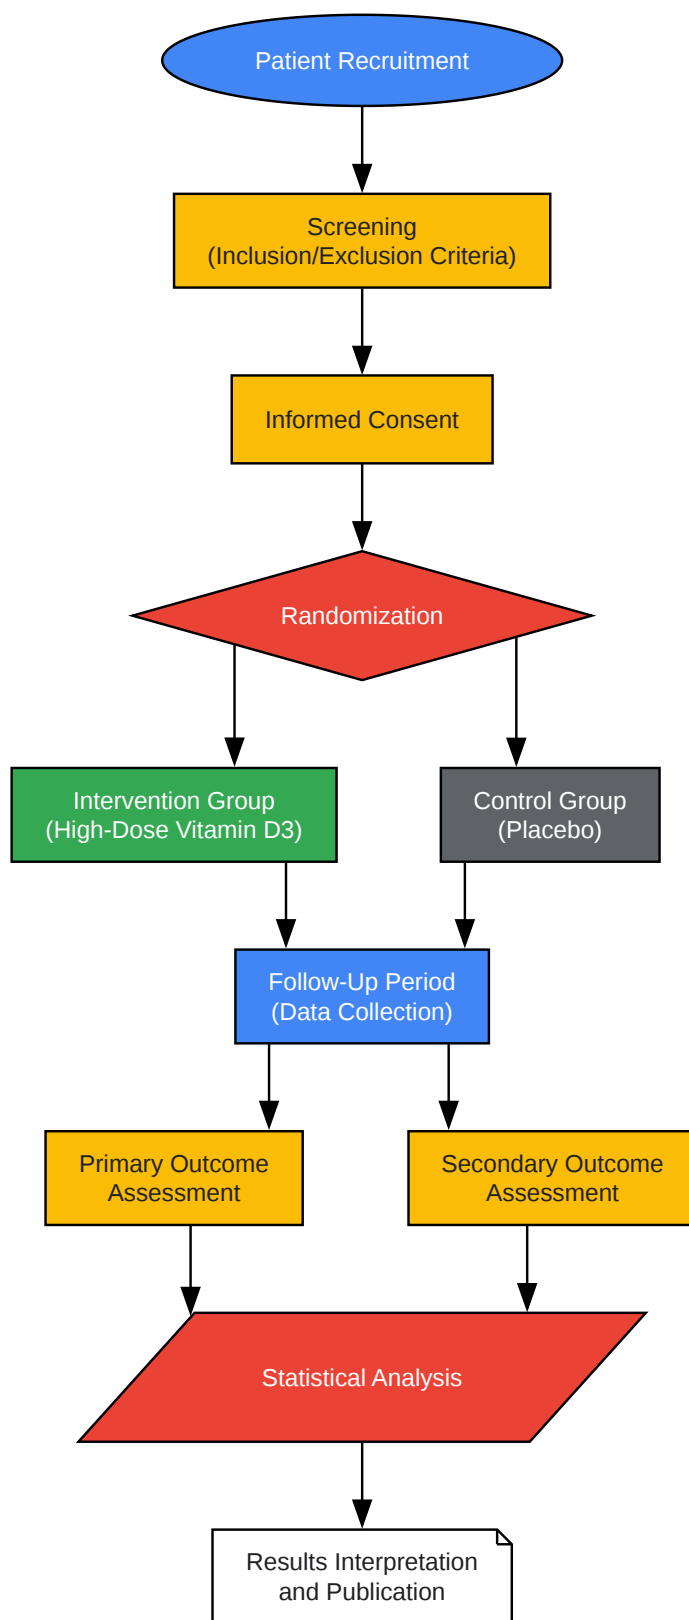 Patient Recruitment
Screening
(Inclusion/Exclusion Criteria)
Informed Consent
Randomization
Intervention Group
(High-Dose Vitamin D3)
Control Group
(Placebo)
Follow-Up Period
(Data Collection)
Primary Outcome
Assessment
Secondary Outcome
Assessment
Statistical Analysis
Results Interpretation
and Publication